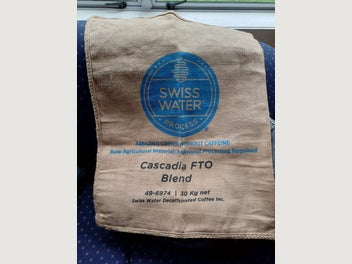 SWISS
WATER
PROCESS
AMAZING COFFEE WITHOUT CAFFEINE
Raw Agricultural Material: Additional Processing Required
Cascadia FTO
Blend
49-6974 | 30 Kg net
Swiss Water Decaffeinated Coffee Inc.